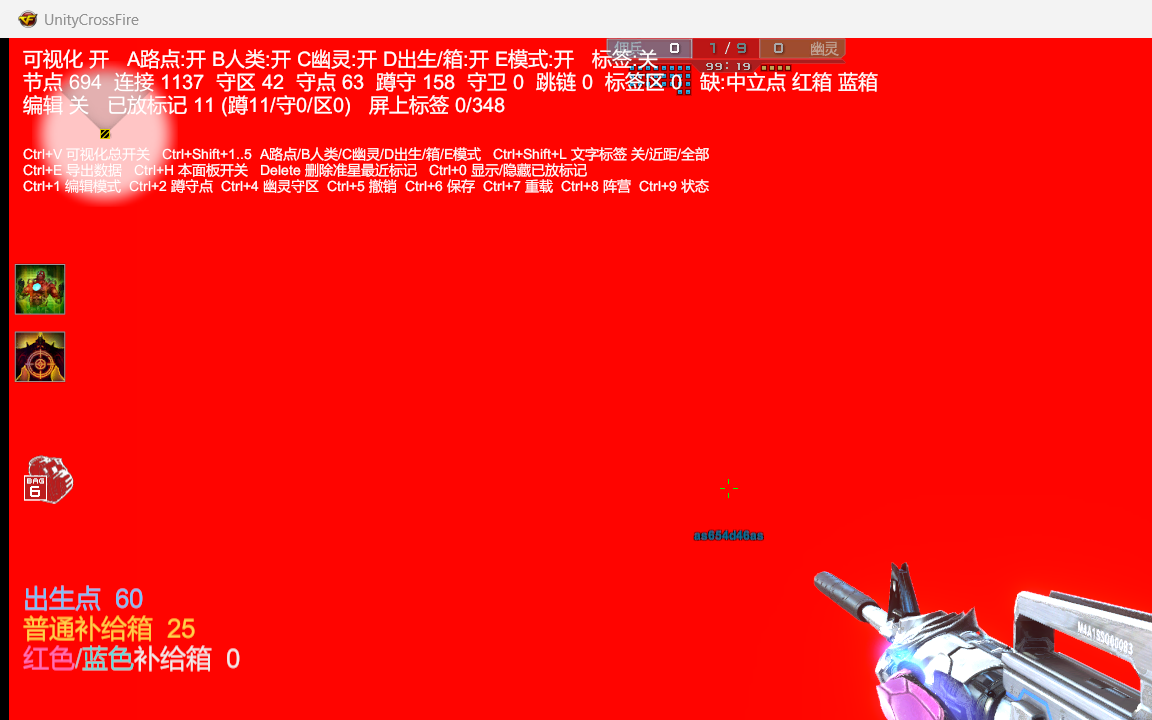 UnityCrossFire
可视化 开 A路点:开 B人类:开 C幽灵:开 D出生/箱:开 E模式:开 标签:关
佣兵 0 1 / 9 0 幽灵
99:19
节点 694 连接 1137 守区 42 守点 63 蹲守 158 守卫 0 跳链 0 标签区 0 缺:中立点 红箱 蓝箱
编辑 关 已放标记 11 (蹲11/守0/区0) 屏上标签 0/348
Ctrl+V 可视化总开关 Ctrl+Shift+1..5 A路点/B人类/C幽灵/D出生/箱/E模式 Ctrl+Shift+L 文字标签 关/近距/全部
Ctrl+E 导出数据 Ctrl+H 本面板开关 Delete 删除准星最近标记 Ctrl+0 显示/隐藏已放标记
Ctrl+1 编辑模式 Ctrl+2 蹲守点 Ctrl+4 幽灵守区 Ctrl+5 撤销 Ctrl+6 保存 Ctrl+7 重载 Ctrl+8 阵营 Ctrl+9 状态
BAG
6
as654d46as
出生点 60
普通补给箱 25
红色/蓝色补给箱 0